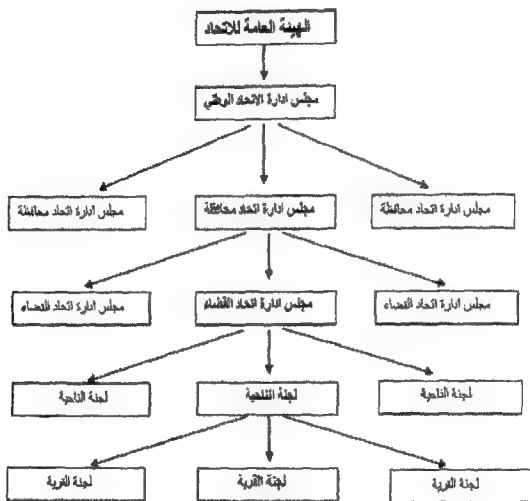 الهيئة العامة للاتحاد
مجلس ادارة الاتحاد الوطني
مجلس ادارة اتحاد محافظة
مجلس ادارة اتحاد محافظة
مجلس ادارة اتحاد محافظة
مجلس ادارة اتحاد القضاء
مجلس ادارة اتحاد القضاء
مجلس ادارة اتحاد القضاء
لجنة الناحية
لجنة الناحية
لجنة الناحية
لجنة القرية
لجنة القرية
لجنة القرية